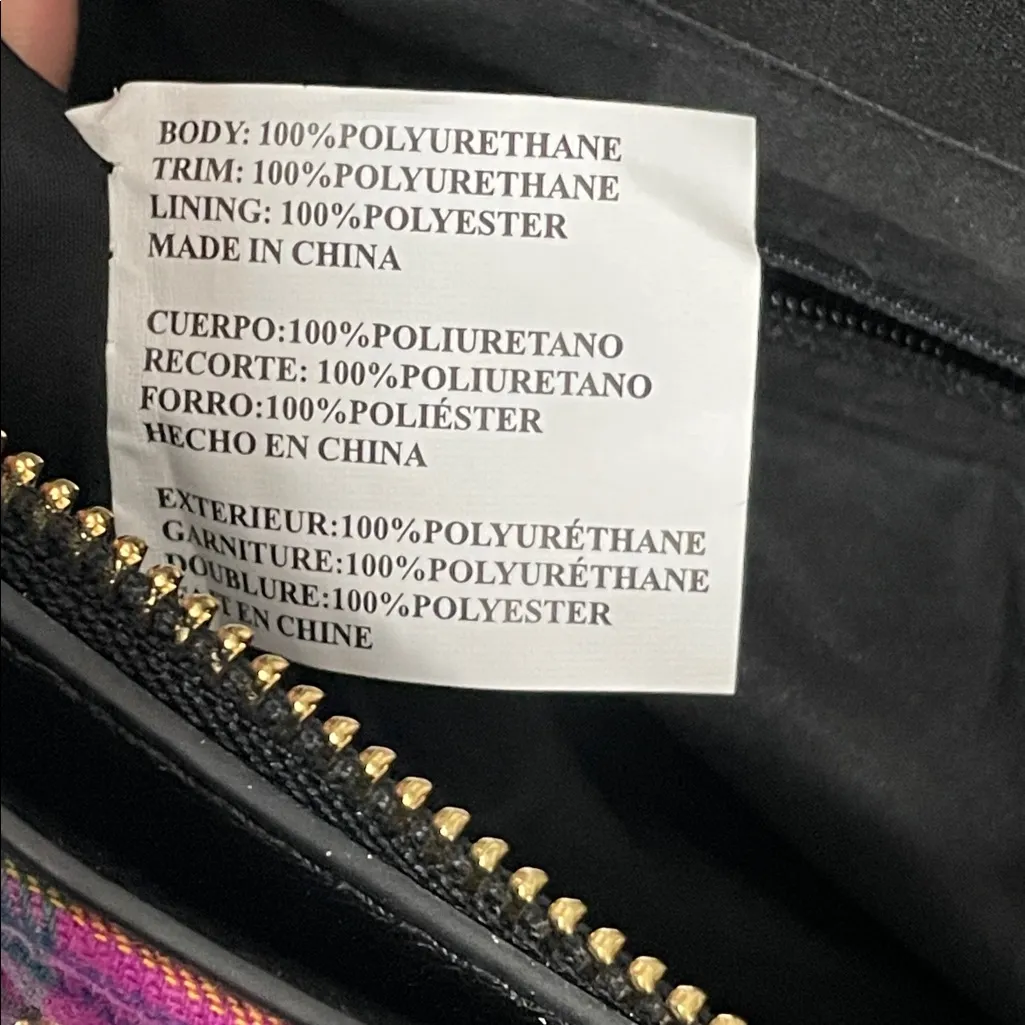 BODY: 100%POLYURETHANE
TRIM: 100%POLYURETHANE
LINING: 100%POLYESTER
MADE IN CHINA
CUERPO:100%POLIURETANO
RECORTE: 100%POLIURETANO
FORRO:100%POLIÉSTER
HECHO EN CHINA
EXTERIEUR:100%POLYURÉTHANE
GARNITURE:100%POLYURÉTHANE
DOUBLURE:100%POLYESTER
EN CHINE